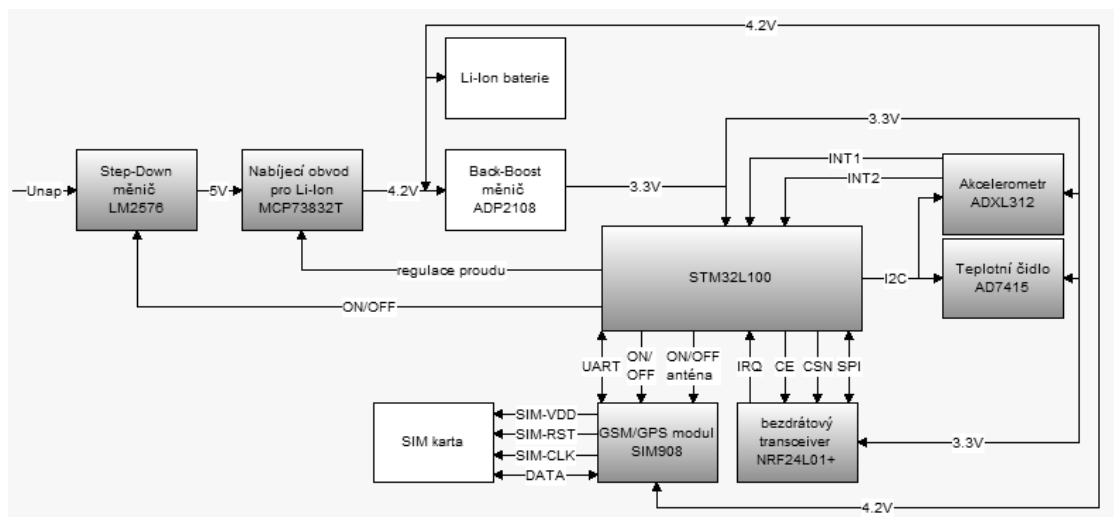 4.2V
Li-Ion baterie
3.3V
Unap
Step-Down
měnič
LM2576
5V
Nabíjecí obvod
pro Li-Ion
MCP73832T
4.2V
Back-Boost
měnič
ADP2108
3.3V
INT1
INT2
Akcelerometr
ADXL312
regulace proudu
STM32L100
I2C
Teplotní čidlo
AD7415
ON/OFF
UART
ON/
OFF
ON/OFF
anténa
IRQ
CE
CSN
SPI
SIM karta
SIM-VDD
SIM-RST
SIM-CLK
DATA
GSM/GPS modul
SIM908
bezdrátový
transceiver
NRF24L01+
3.3V
4.2V